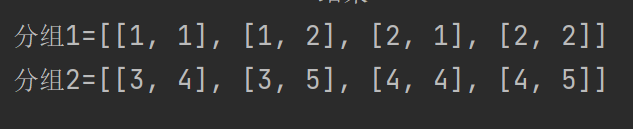 分组1=[[1, 1], [1, 2], [2, 1], [2, 2]]
分组2=[[3, 4], [3, 5], [4, 4], [4, 5]]